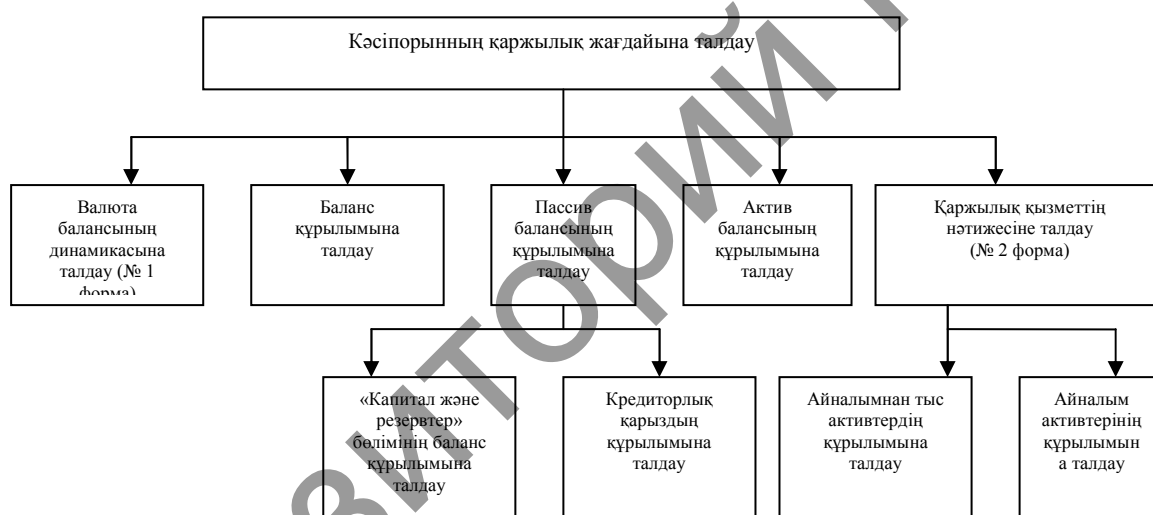 Кәсіпорынның қаржылық жағдайына талдау
Валюта
балансының
динамикасына
талдау (№ 1
форма)
Баланс
құрылымына
талдау
Пассив
балансының
құрылымына
талдау
Актив
балансының
құрылымына
талдау
Қаржылық қызметтің
нәтижесіне талдау
(№ 2 форма)
«Капитал және
резервтер»
бөлімінің баланс
құрылымына
талдау
Кредиторлық
қарыздың
құрылымына
талдау
Айналымнан тыс
активтердің
құрылымына
талдау
Айналым
активтерінің
құрылымын
а талдау